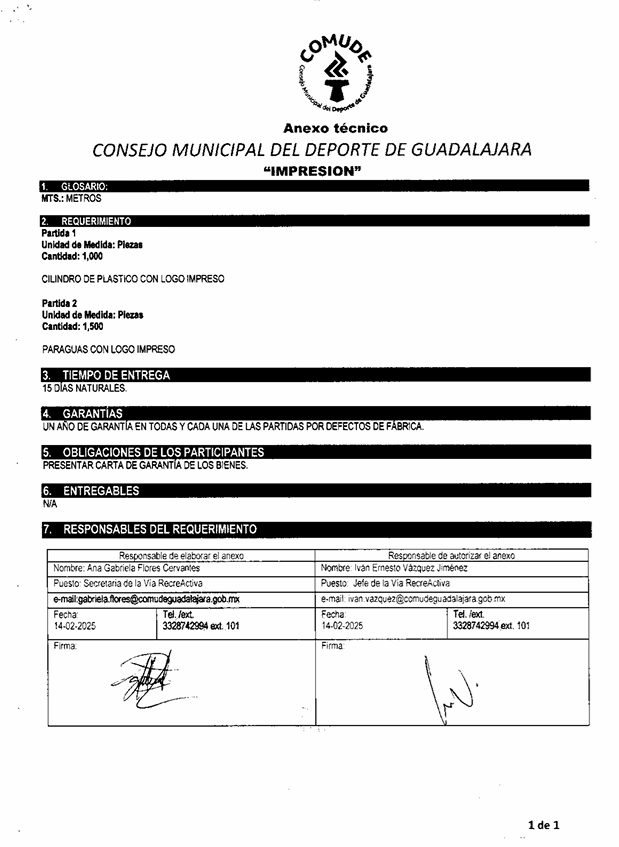 COMUDE
Consejo Municipal del Deporte de Guadalajara
Anexo técnico
CONSEJO MUNICIPAL DEL DEPORTE DE GUADALAJARA
“IMPRESION”
1. GLOSARIO:
MTS.: METROS
2. REQUERIMIENTO
Partida 1
Unidad de Medida: Piezas
Cantidad: 1,000
CILINDRO DE PLASTICO CON LOGO IMPRESO
Partida 2
Unidad de Medida: Piezas
Cantidad: 1,500
PARAGUAS CON LOGO IMPRESO
3. TIEMPO DE ENTREGA
15 DÍAS NATURALES.
4. GARANTÍAS
UN AÑO DE GARANTÍA EN TODAS Y CADA UNA DE LAS PARTIDAS POR DEFECTOS DE FÁBRICA.
5. OBLIGACIONES DE LOS PARTICIPANTES
PRESENTAR CARTA DE GARANTÍA DE LOS BIENES.
6. ENTREGABLES
N/A
7. RESPONSABLES DEL REQUERIMIENTO
Responsable de elaborar el anexo Responsable de autorizar el anexo
Nombre: Ana Gabriela Flores Cervantes Nombre: Iván Ernesto Vázquez Jiménez
Puesto: Secretaria de la Vía RecreActiva Puesto: Jefe de la Vía RecreActiva
e-mail:gabriela.flores@comudeguadalajara.gob.mx e-mail: ivan.vazquez@comudeguadalajara.gob.mx
Fecha: Tel. /ext. Fecha: Tel. /ext.
14-02-2025 3328742994 ext. 101 14-02-2025 3328742994 ext. 101
Firma: Firma:
1 de 1